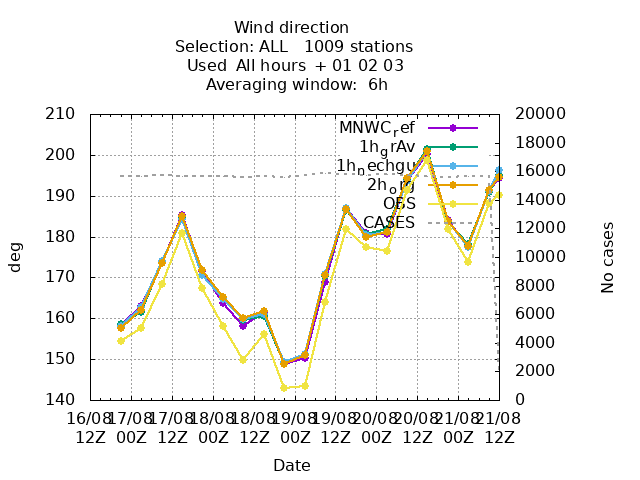 Wind direction
Selection: ALL   1009 stations
Used  All hours  + 01 02 03
Averaging window:  6h
210
200
190
180
170
160
150
140
deg
20000
18000
16000
14000
12000
10000
8000
6000
4000
2000
0
No cases
MNWC_ref
1h_grAv
1h_nechgu
OBS
CASES
16/08 17/08 17/08 18/08 18/08 19/08 19/08 20/08 20/08 21/08 21/08
12Z 00Z 12Z 00Z 12Z 00Z 12Z 00Z 12Z 00Z 12Z
Date